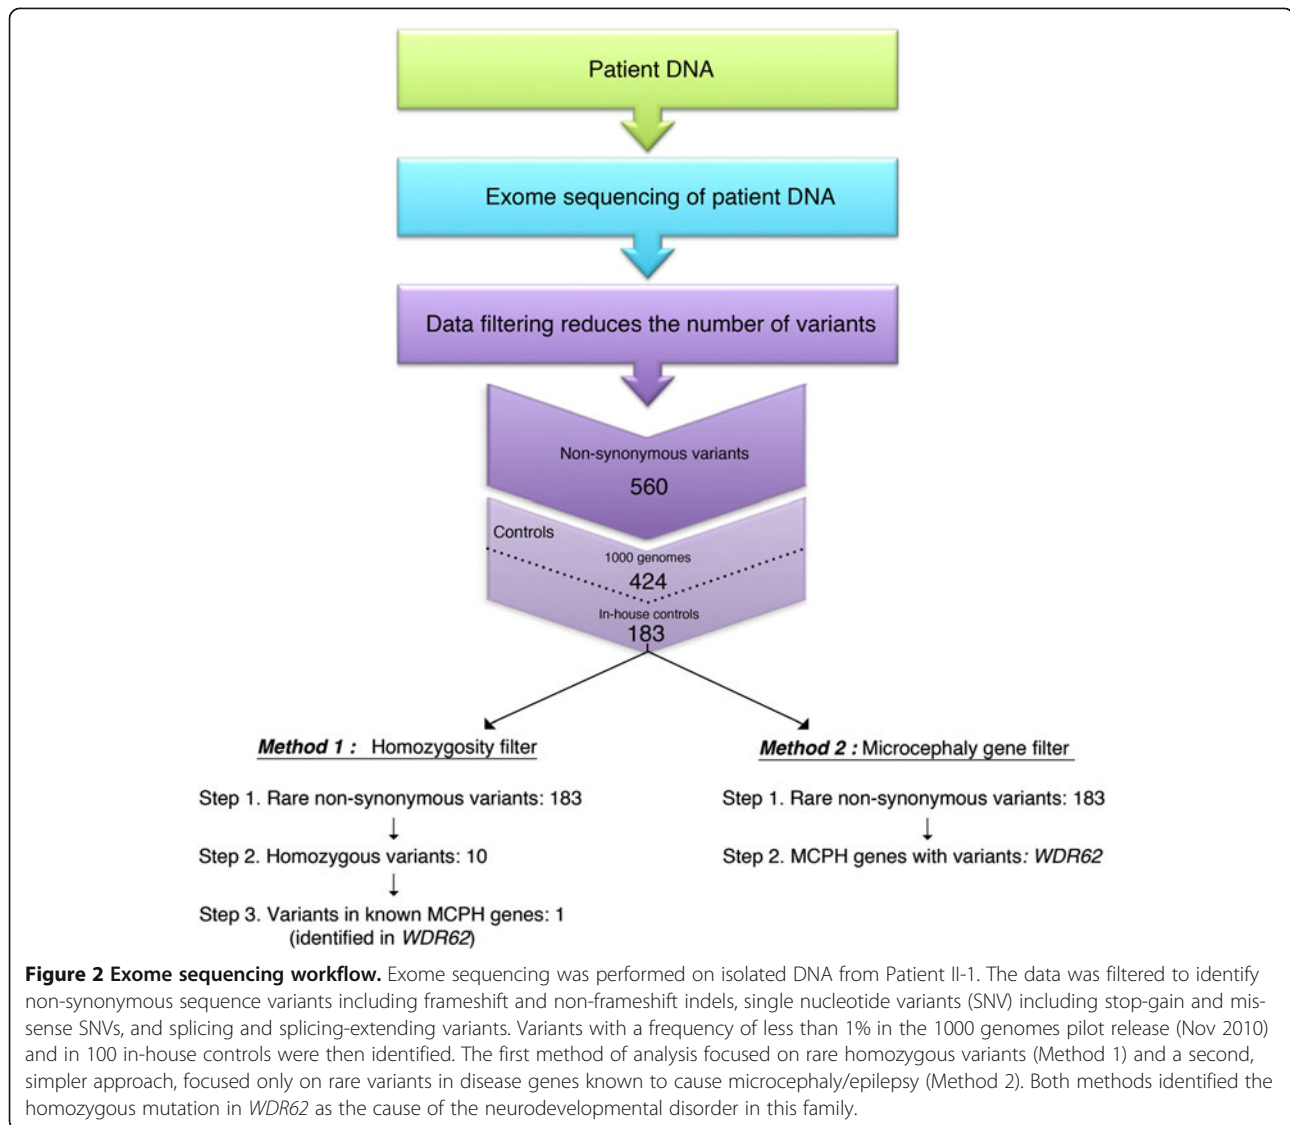 Patient DNA
Exome sequencing of patient DNA
Data filtering reduces the number of variants
Non-synonymous variants
560
Controls
1000 genomes
424
In-house controls
183
Method 1 : Homozygosity filter
Step 1. Rare non-synonymous variants: 183
Step 2. Homozygous variants: 10
Step 3. Variants in known MCPH genes: 1
(identified in WDR62)
Method 2 : Microcephaly gene filter
Step 1. Rare non-synonymous variants: 183
Step 2. MCPH genes with variants: WDR62
Figure 2 Exome sequencing workflow. Exome sequencing was performed on isolated DNA from Patient II-1. The data was filtered to identify
non-synonymous sequence variants including frameshift and non-frameshift indels, single nucleotide variants (SNV) including stop-gain and mis-
sense SNVs, and splicing and splicing-extending variants. Variants with a frequency of less than 1% in the 1000 genomes pilot release (Nov 2010)
and in 100 in-house controls were then identified. The first method of analysis focused on rare homozygous variants (Method 1) and a second,
simpler approach, focused only on rare variants in disease genes known to cause microcephaly/epilepsy (Method 2). Both methods identified the
homozygous mutation in WDR62 as the cause of the neurodevelopmental disorder in this family.